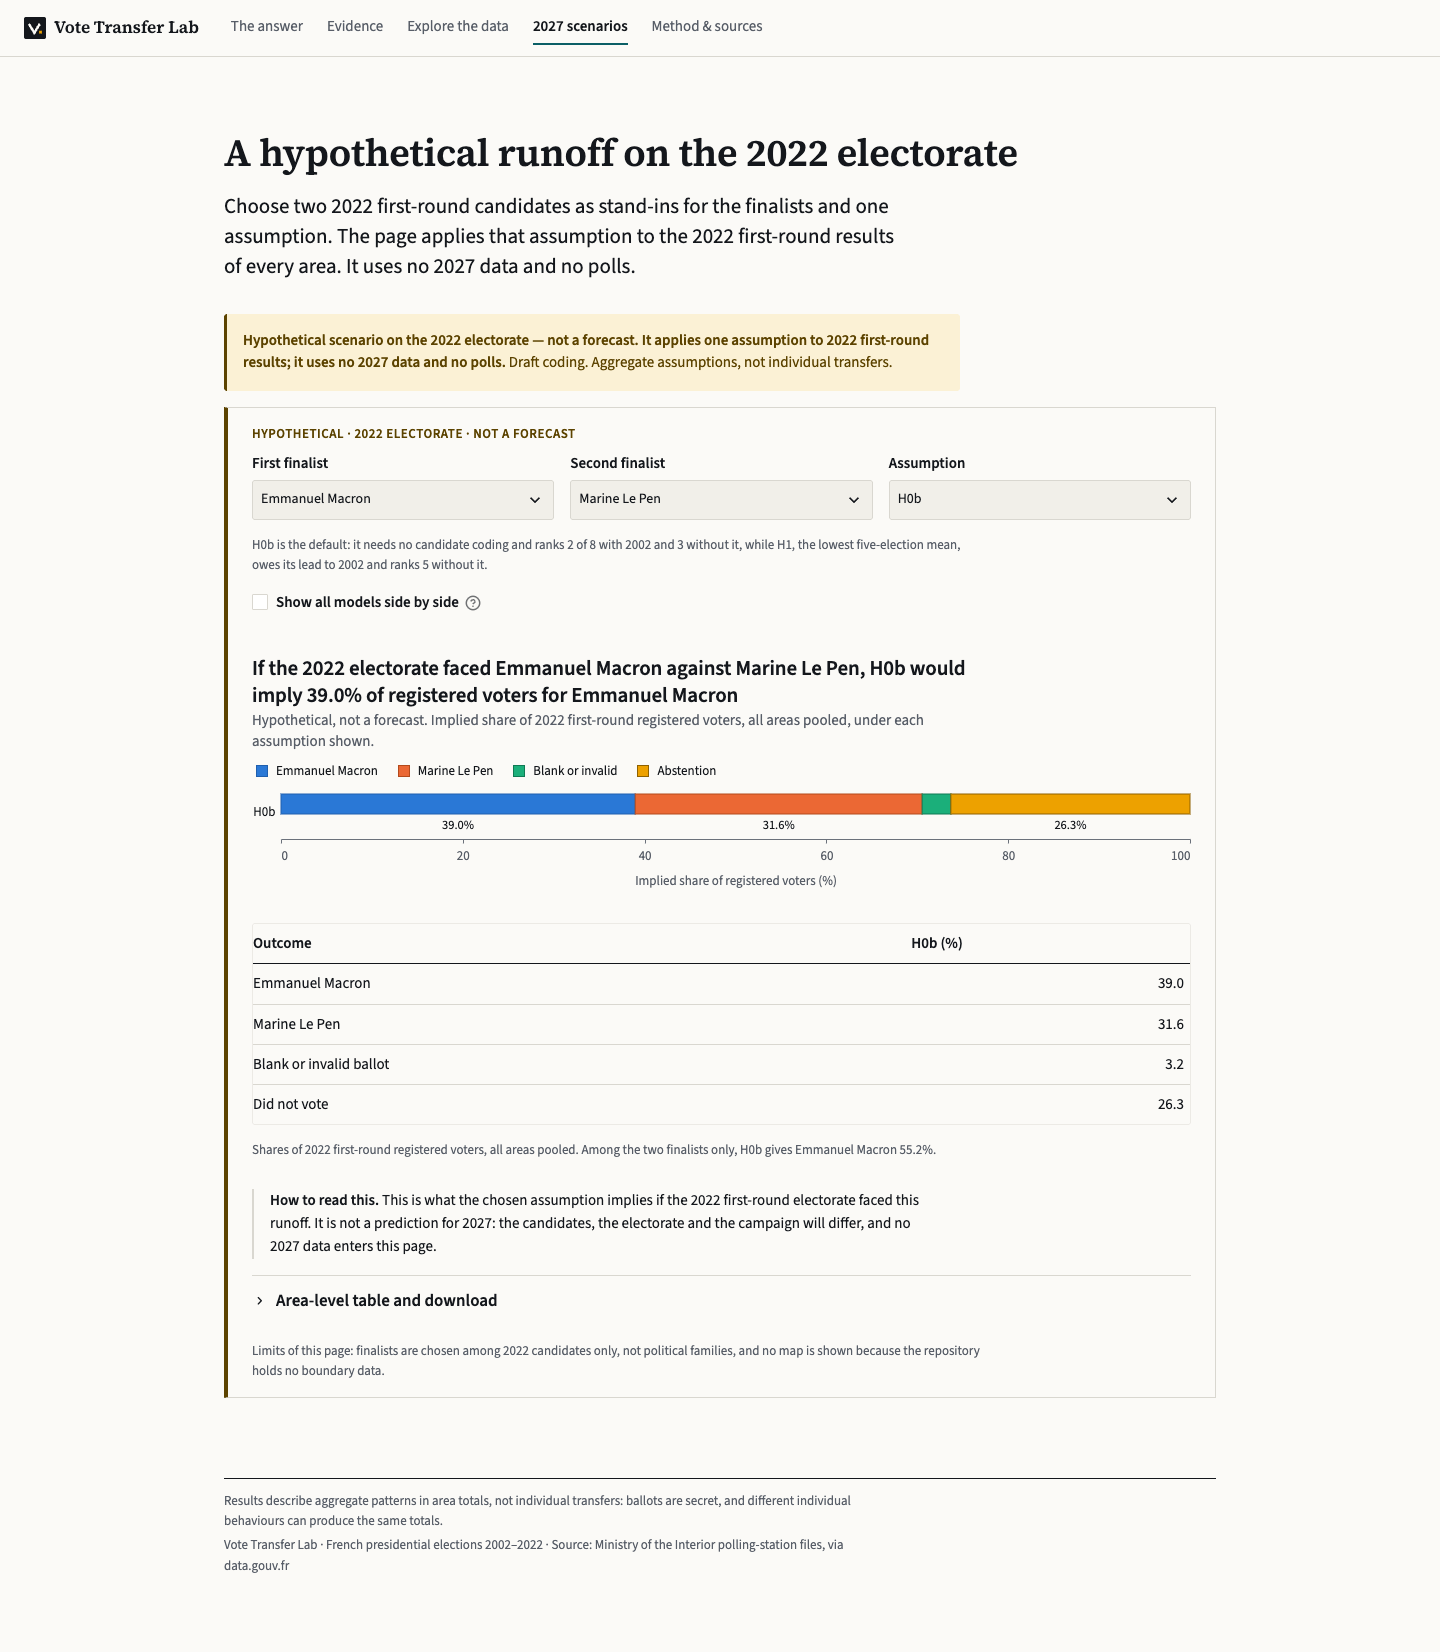 Vote Transfer Lab
The answer
Evidence
Explore the data
2027 scenarios
Method & sources
A hypothetical runoff on the 2022 electorate
Choose two 2022 first-round candidates as stand-ins for the finalists and one
assumption. The page applies that assumption to the 2022 first-round results
of every area. It uses no 2027 data and no polls.
Hypothetical scenario on the 2022 electorate — not a forecast. It applies one assumption to 2022 first-round
results; it uses no 2027 data and no polls. Draft coding. Aggregate assumptions, not individual transfers.
HYPOTHETICAL · 2022 ELECTORATE · NOT A FORECAST
First finalist
Second finalist
Assumption
Emmanuel Macron
Marine Le Pen
H0b
H0b is the default: it needs no candidate coding and ranks 2 of 8 with 2002 and 3 without it, while H1, the lowest five-election mean,
owes its lead to 2002 and ranks 5 without it.
Show all models side by side ?
If the 2022 electorate faced Emmanuel Macron against Marine Le Pen, H0b would
imply 39.0% of registered voters for Emmanuel Macron
Hypothetical, not a forecast. Implied share of 2022 first-round registered voters, all areas pooled, under each
assumption shown.
Emmanuel Macron
Marine Le Pen
Blank or invalid
Abstention
H0b
39.0%
31.6%
26.3%
0
20
40
60
80
100
Implied share of registered voters (%)
Outcome
H0b (%)
Emmanuel Macron
39.0
Marine Le Pen
31.6
Blank or invalid ballot
3.2
Did not vote
26.3
Shares of 2022 first-round registered voters, all areas pooled. Among the two finalists only, H0b gives Emmanuel Macron 55.2%.
How to read this. This is what the chosen assumption implies if the 2022 first-round electorate faced this
runoff. It is not a prediction for 2027: the candidates, the electorate and the campaign will differ, and no
2027 data enters this page.
Area-level table and download
Limits of this page: finalists are chosen among 2022 candidates only, not political families, and no map is shown because the repository
holds no boundary data.
Results describe aggregate patterns in area totals, not individual transfers: ballots are secret, and different individual
behaviours can produce the same totals.
Vote Transfer Lab · French presidential elections 2002–2022 · Source: Ministry of the Interior polling-station files, via
data.gouv.fr